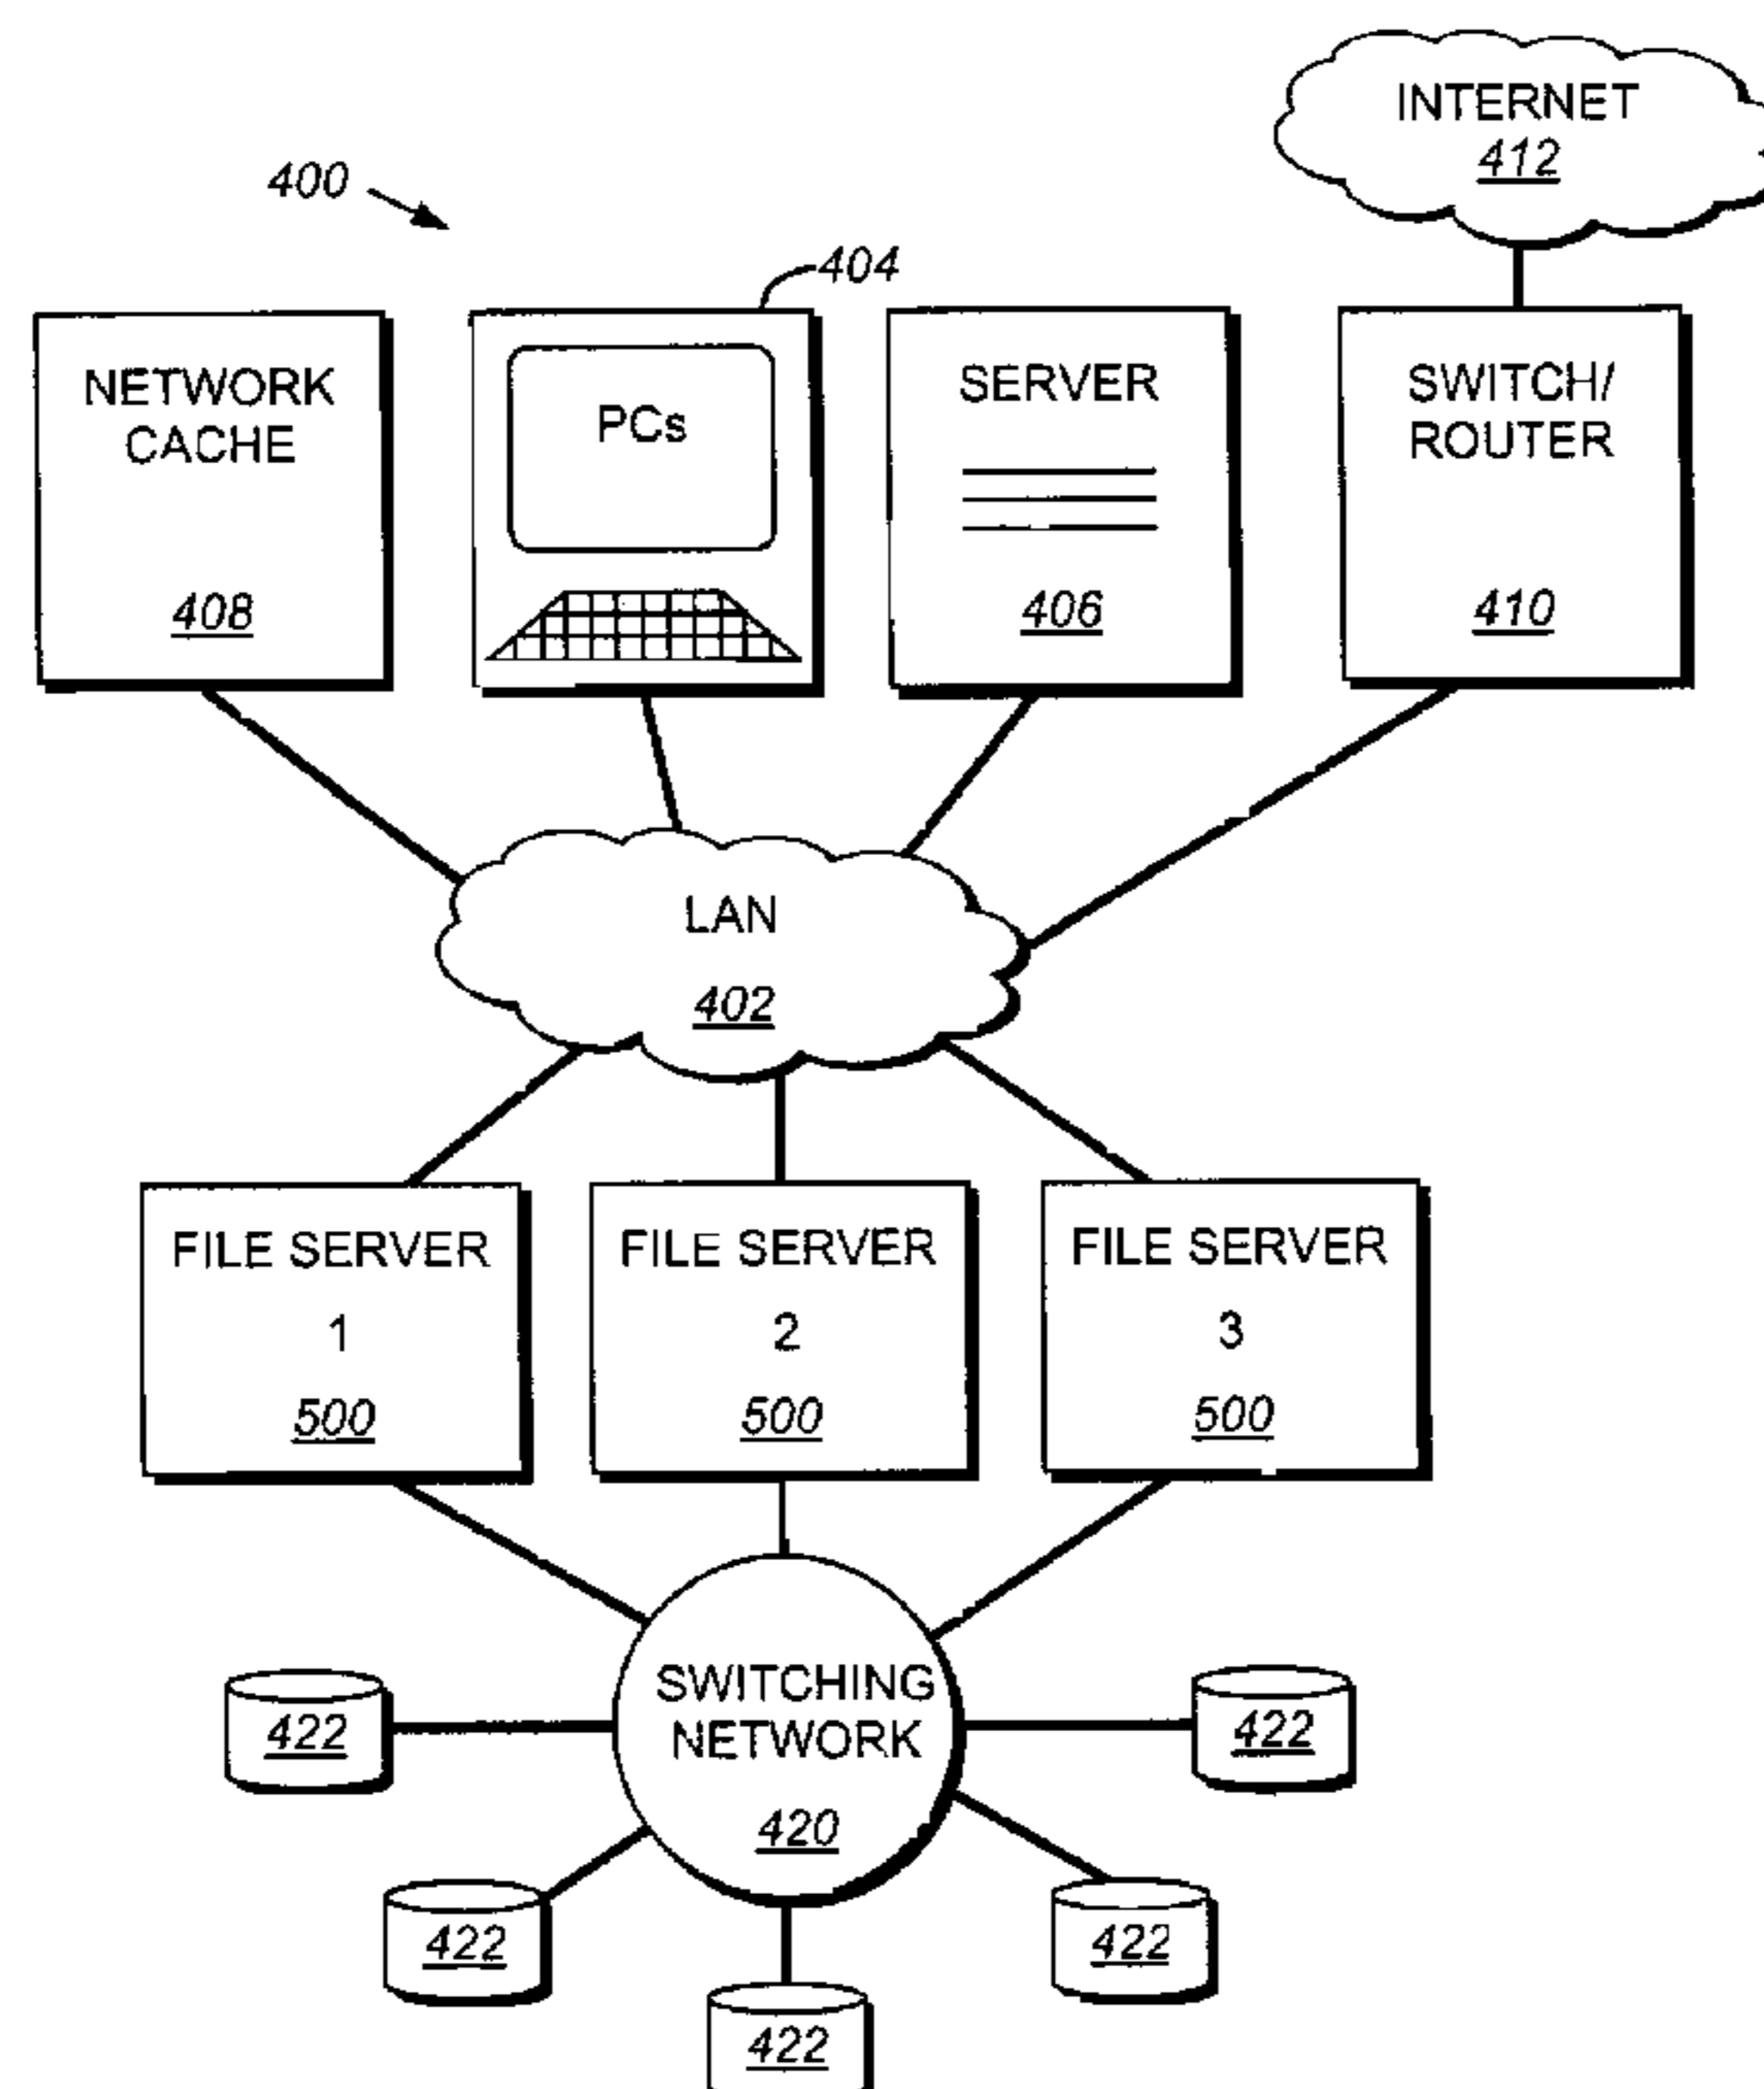 INTERNET
412
400
404
NETWORK
CACHE
408
PCs
SERVER
406
SWITCH/
ROUTER
410
LAN
402
FILE SERVER
1
500
FILE SERVER
2
500
FILE SERVER
3
500
SWITCHING
NETWORK
420
422
422
422
422
422